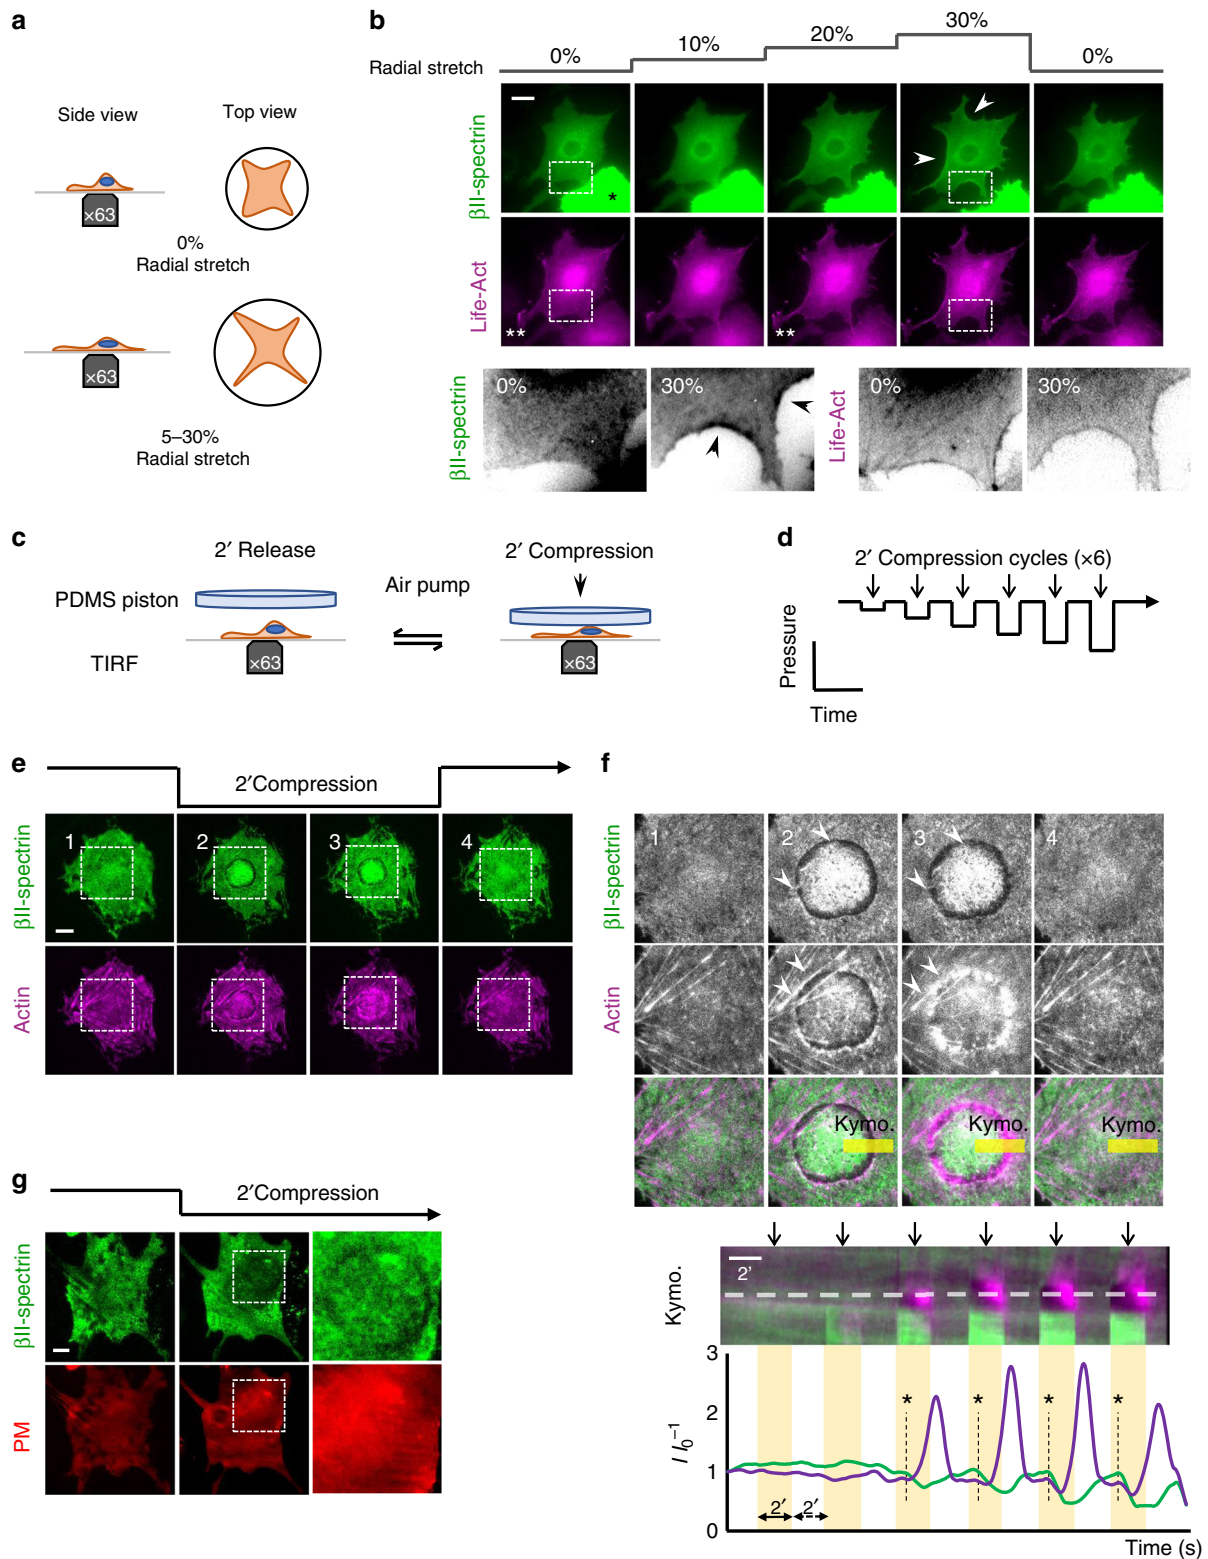 a
Side view
Top view
×63
0%
Radial stretch
×63
5–30%
Radial stretch
b
Radial stretch
0%
10%
20%
30%
0%
βII-spectrin
*
Life-Act
**
**
βII-spectrin
0%
30%
Life-Act
0%
30%
c
2′ Release
2′ Compression
PDMS piston
Air pump
TIRF
×63
×63
d
2′ Compression cycles (×6)
Pressure
Time
e
2′Compression
βII-spectrin
1
2
3
4
Actin
f
βII-spectrin
1
2
3
4
Actin
Kymo.
Kymo.
Kymo.
Kymo.
2′
3
2
1
0
I I₀⁻¹
* * * *
2′ 2′
Time (s)
g
2′Compression
βII-spectrin
PM